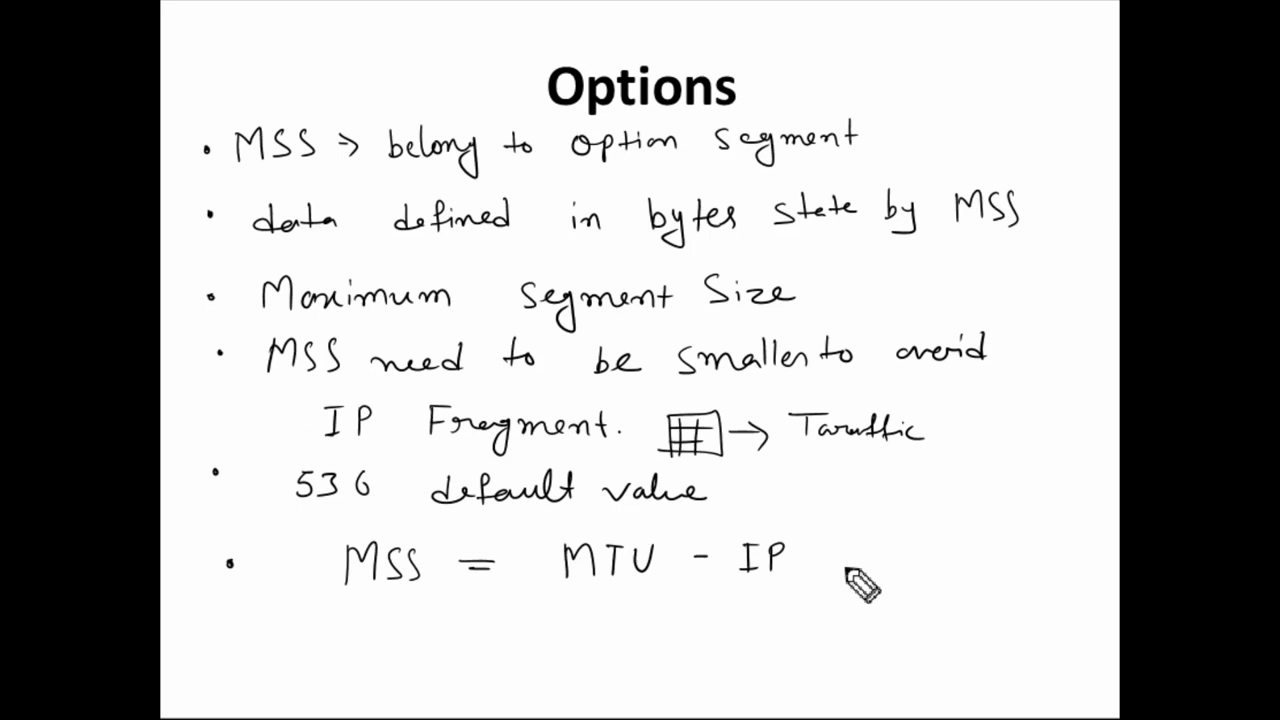 Options
• MSS → belong to option segment
• data defined in bytes state by MSS
• Maximum Segment Size
• MSS need to be smaller to avoid
IP Fragment. → Taruffic
• 536 default value
• MSS = MTU - IP